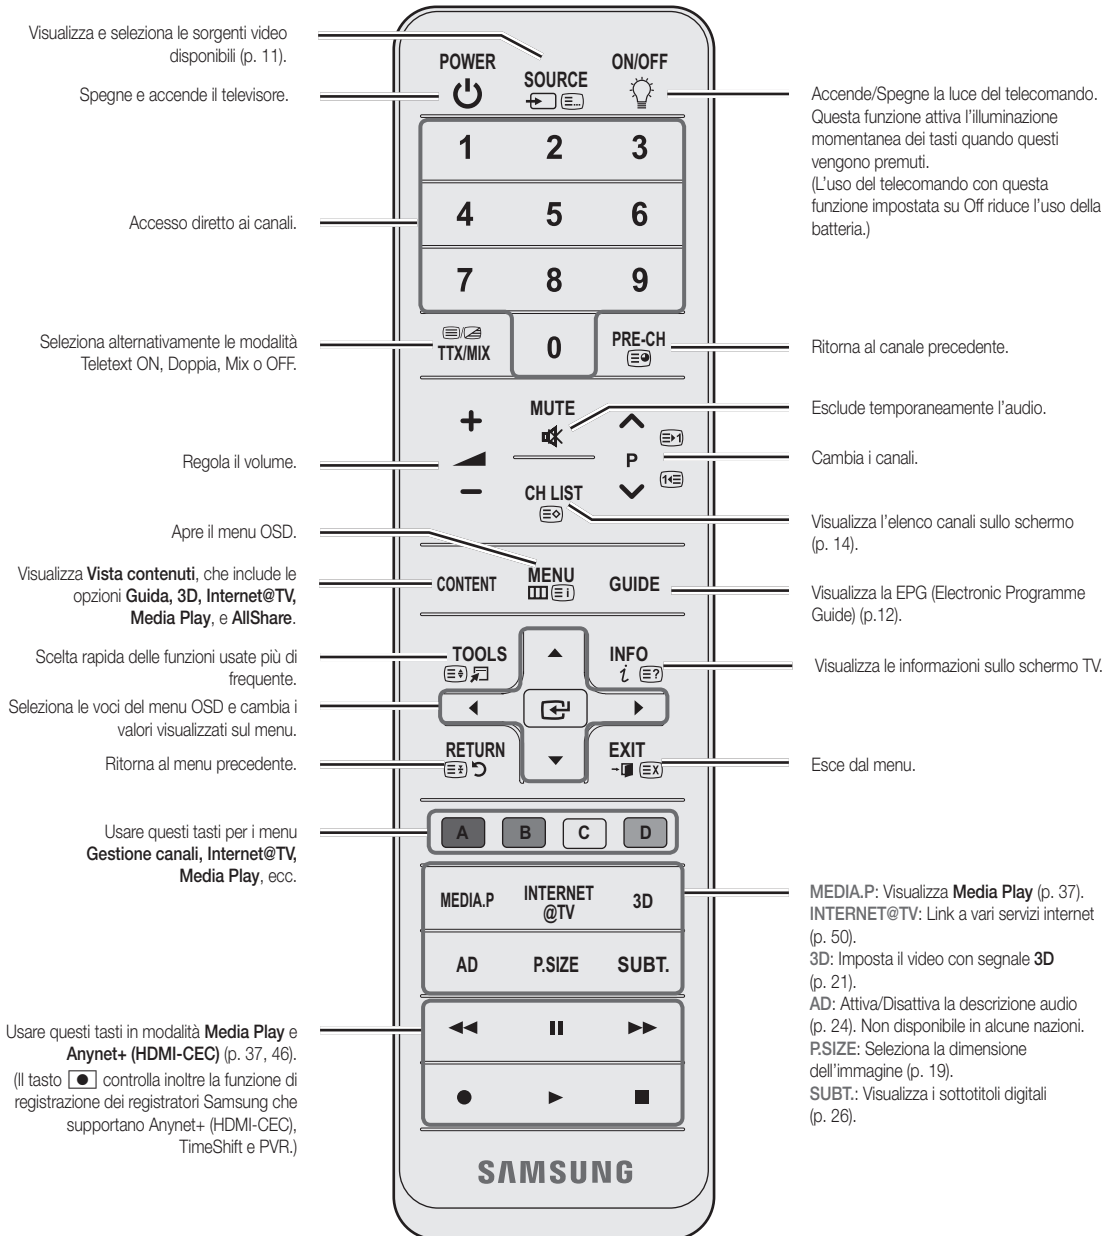 Visualizza e seleziona le sorgenti video
disponibili (p. 11).
Spegne e accende il televisore.
Accesso diretto ai canali.
Seleziona alternativamente le modalità
Teletext ON, Doppia, Mix o OFF.
Regola il volume.
Apre il menu OSD.
Visualizza Vista contenuti, che include le
opzioni Guida, 3D, Internet@TV,
Media Play, e AllShare.
Scelta rapida delle funzioni usate più di
frequente.
Seleziona le voci del menu OSD e cambia i
valori visualizzati sul menu.
Ritorna al menu precedente.
Usare questi tasti per i menu
Gestione canali, Internet@TV,
Media Play, ecc.
Usare questi tasti in modalità Media Play e
Anynet+ (HDMI-CEC) (p. 37, 46).
(Il tasto ● controlla inoltre la funzione di
registrazione dei registratori Samsung che
supportano Anynet+ (HDMI-CEC),
TimeShift e PVR.)
POWER
SOURCE
ON/OFF
1 2 3
4 5 6
7 8 9
TTX/MIX
0
PRE-CH
MUTE
P
CH LIST
CONTENT
MENU
GUIDE
TOOLS
INFO
RETURN
EXIT
A B C D
MEDIA.P
INTERNET
@TV
3D
AD
P.SIZE
SUBT.
SAMSUNG
Accende/Spegne la luce del telecomando.
Questa funzione attiva l'illuminazione
momentanea dei tasti quando questi
vengono premuti.
(L'uso del telecomando con questa
funzione impostata su Off riduce l'uso della
batteria.)
Ritorna al canale precedente.
Esclude temporaneamente l'audio.
Cambia i canali.
Visualizza l'elenco canali sullo schermo
(p. 14).
Visualizza la EPG (Electronic Programme
Guide) (p.12).
Visualizza le informazioni sullo schermo TV.
Esce dal menu.
MEDIA.P: Visualizza Media Play (p. 37).
INTERNET@TV: Link a vari servizi internet
(p. 50).
3D: Imposta il video con segnale 3D
(p. 21).
AD: Attiva/Disattiva la descrizione audio
(p. 24). Non disponibile in alcune nazioni.
P.SIZE: Seleziona la dimensione
dell'immagine (p. 19).
SUBT.: Visualizza i sottotitoli digitali
(p. 26).